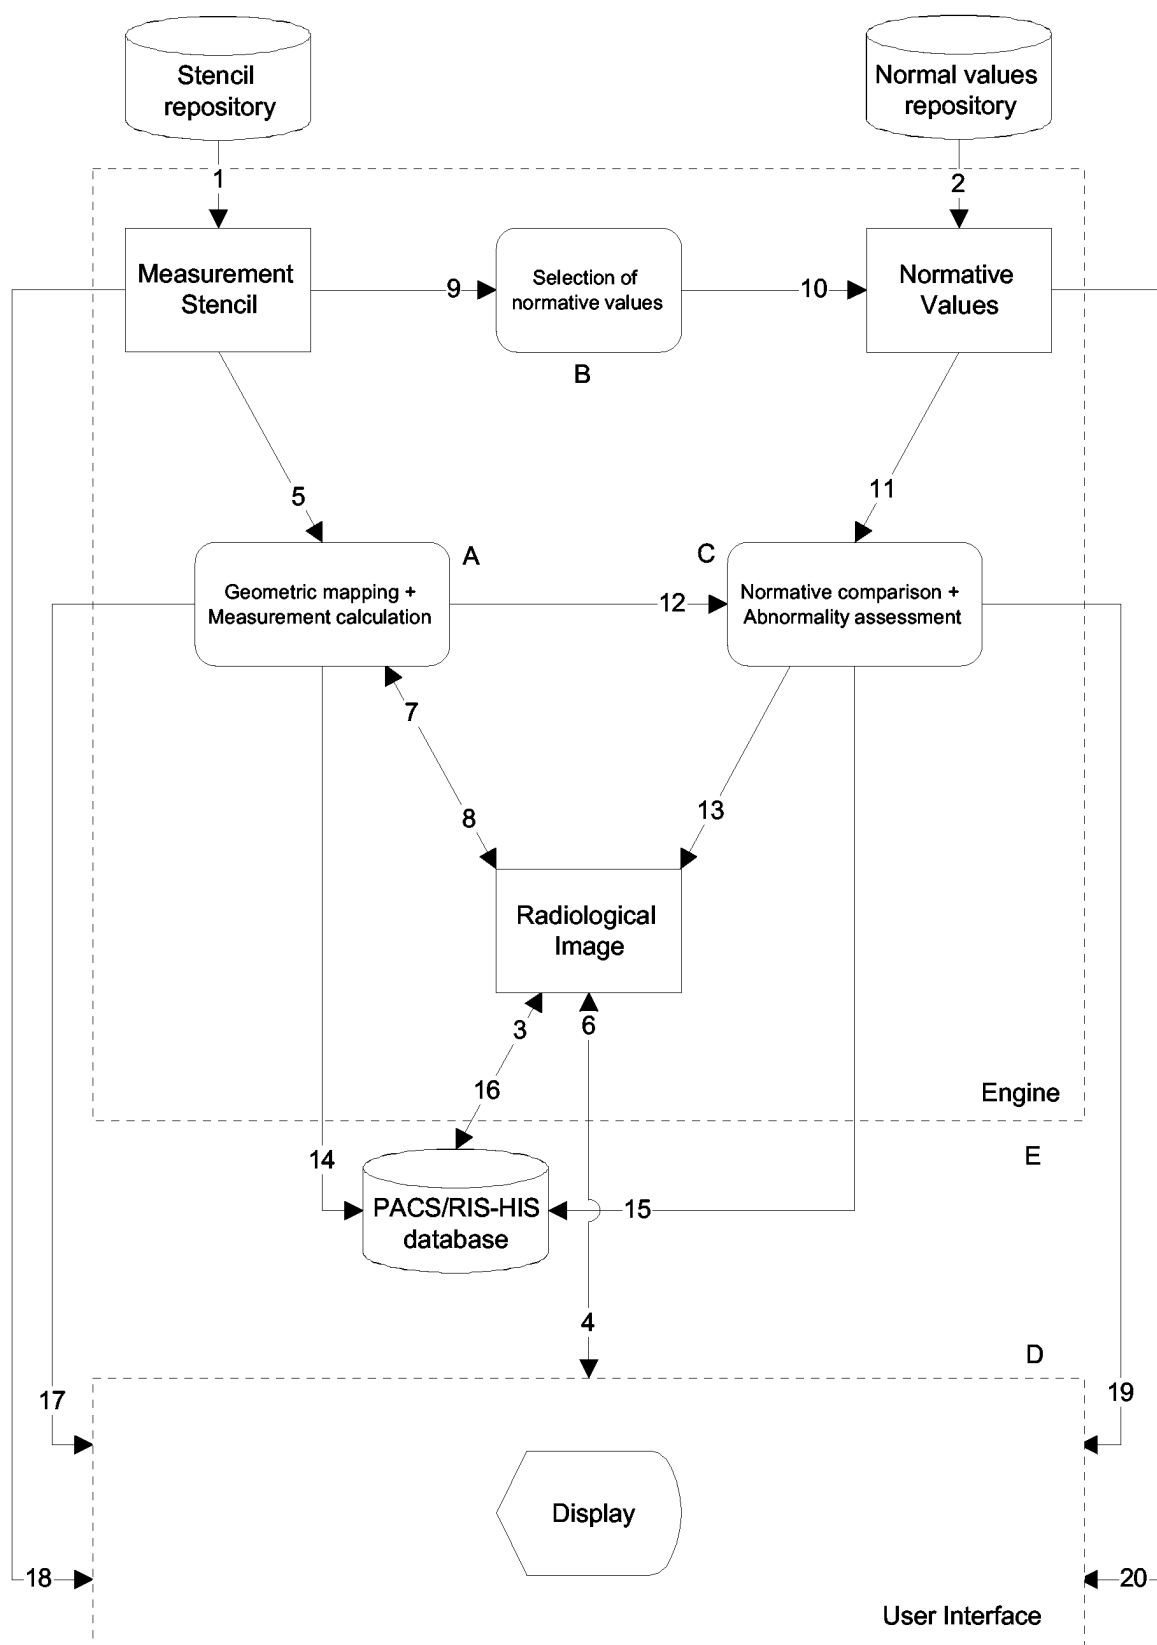 Stencil
repository
Normal values
repository
1
2
Measurement
Stencil
9
Selection of
normative values
10
Normative
Values
B
5
11
A
C
Geometric mapping +
Measurement calculation
12
Normative comparison +
Abnormality assessment
7
8
13
Radiological
Image
3
6
16
Engine
14
E
PACS/RIS-HIS
database
15
4
D
17
19
Display
18
20
User Interface